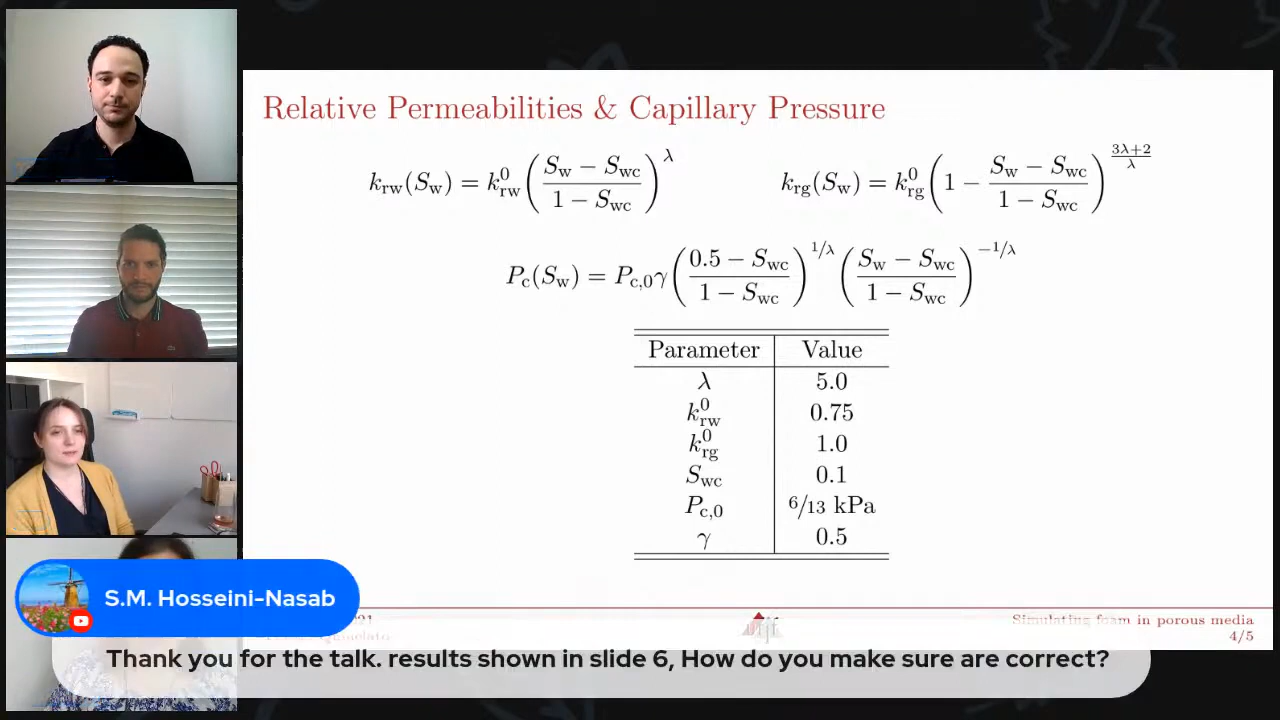 Relative Permeabilities & Capillary Pressure
k_rw(S_w) = k^0_rw ((S_w − S_wc)/(1 − S_wc))^λ
k_rg(S_w) = k^0_rg (1 − (S_w − S_wc)/(1 − S_wc))^((3λ+2)/λ)
P_c(S_w) = P_c,0 γ ((0.5 − S_wc)/(1 − S_wc))^(1/λ) ((S_w − S_wc)/(1 − S_wc))^(−1/λ)
Parameter Value
λ 5.0
k^0_rw 0.75
k^0_rg 1.0
S_wc 0.1
P_c,0 6/13 kPa
γ 0.5
Simulating foam in porous media
4/5
S.M. Hosseini-Nasab
Thank you for the talk. results shown in slide 6, How do you make sure are correct?